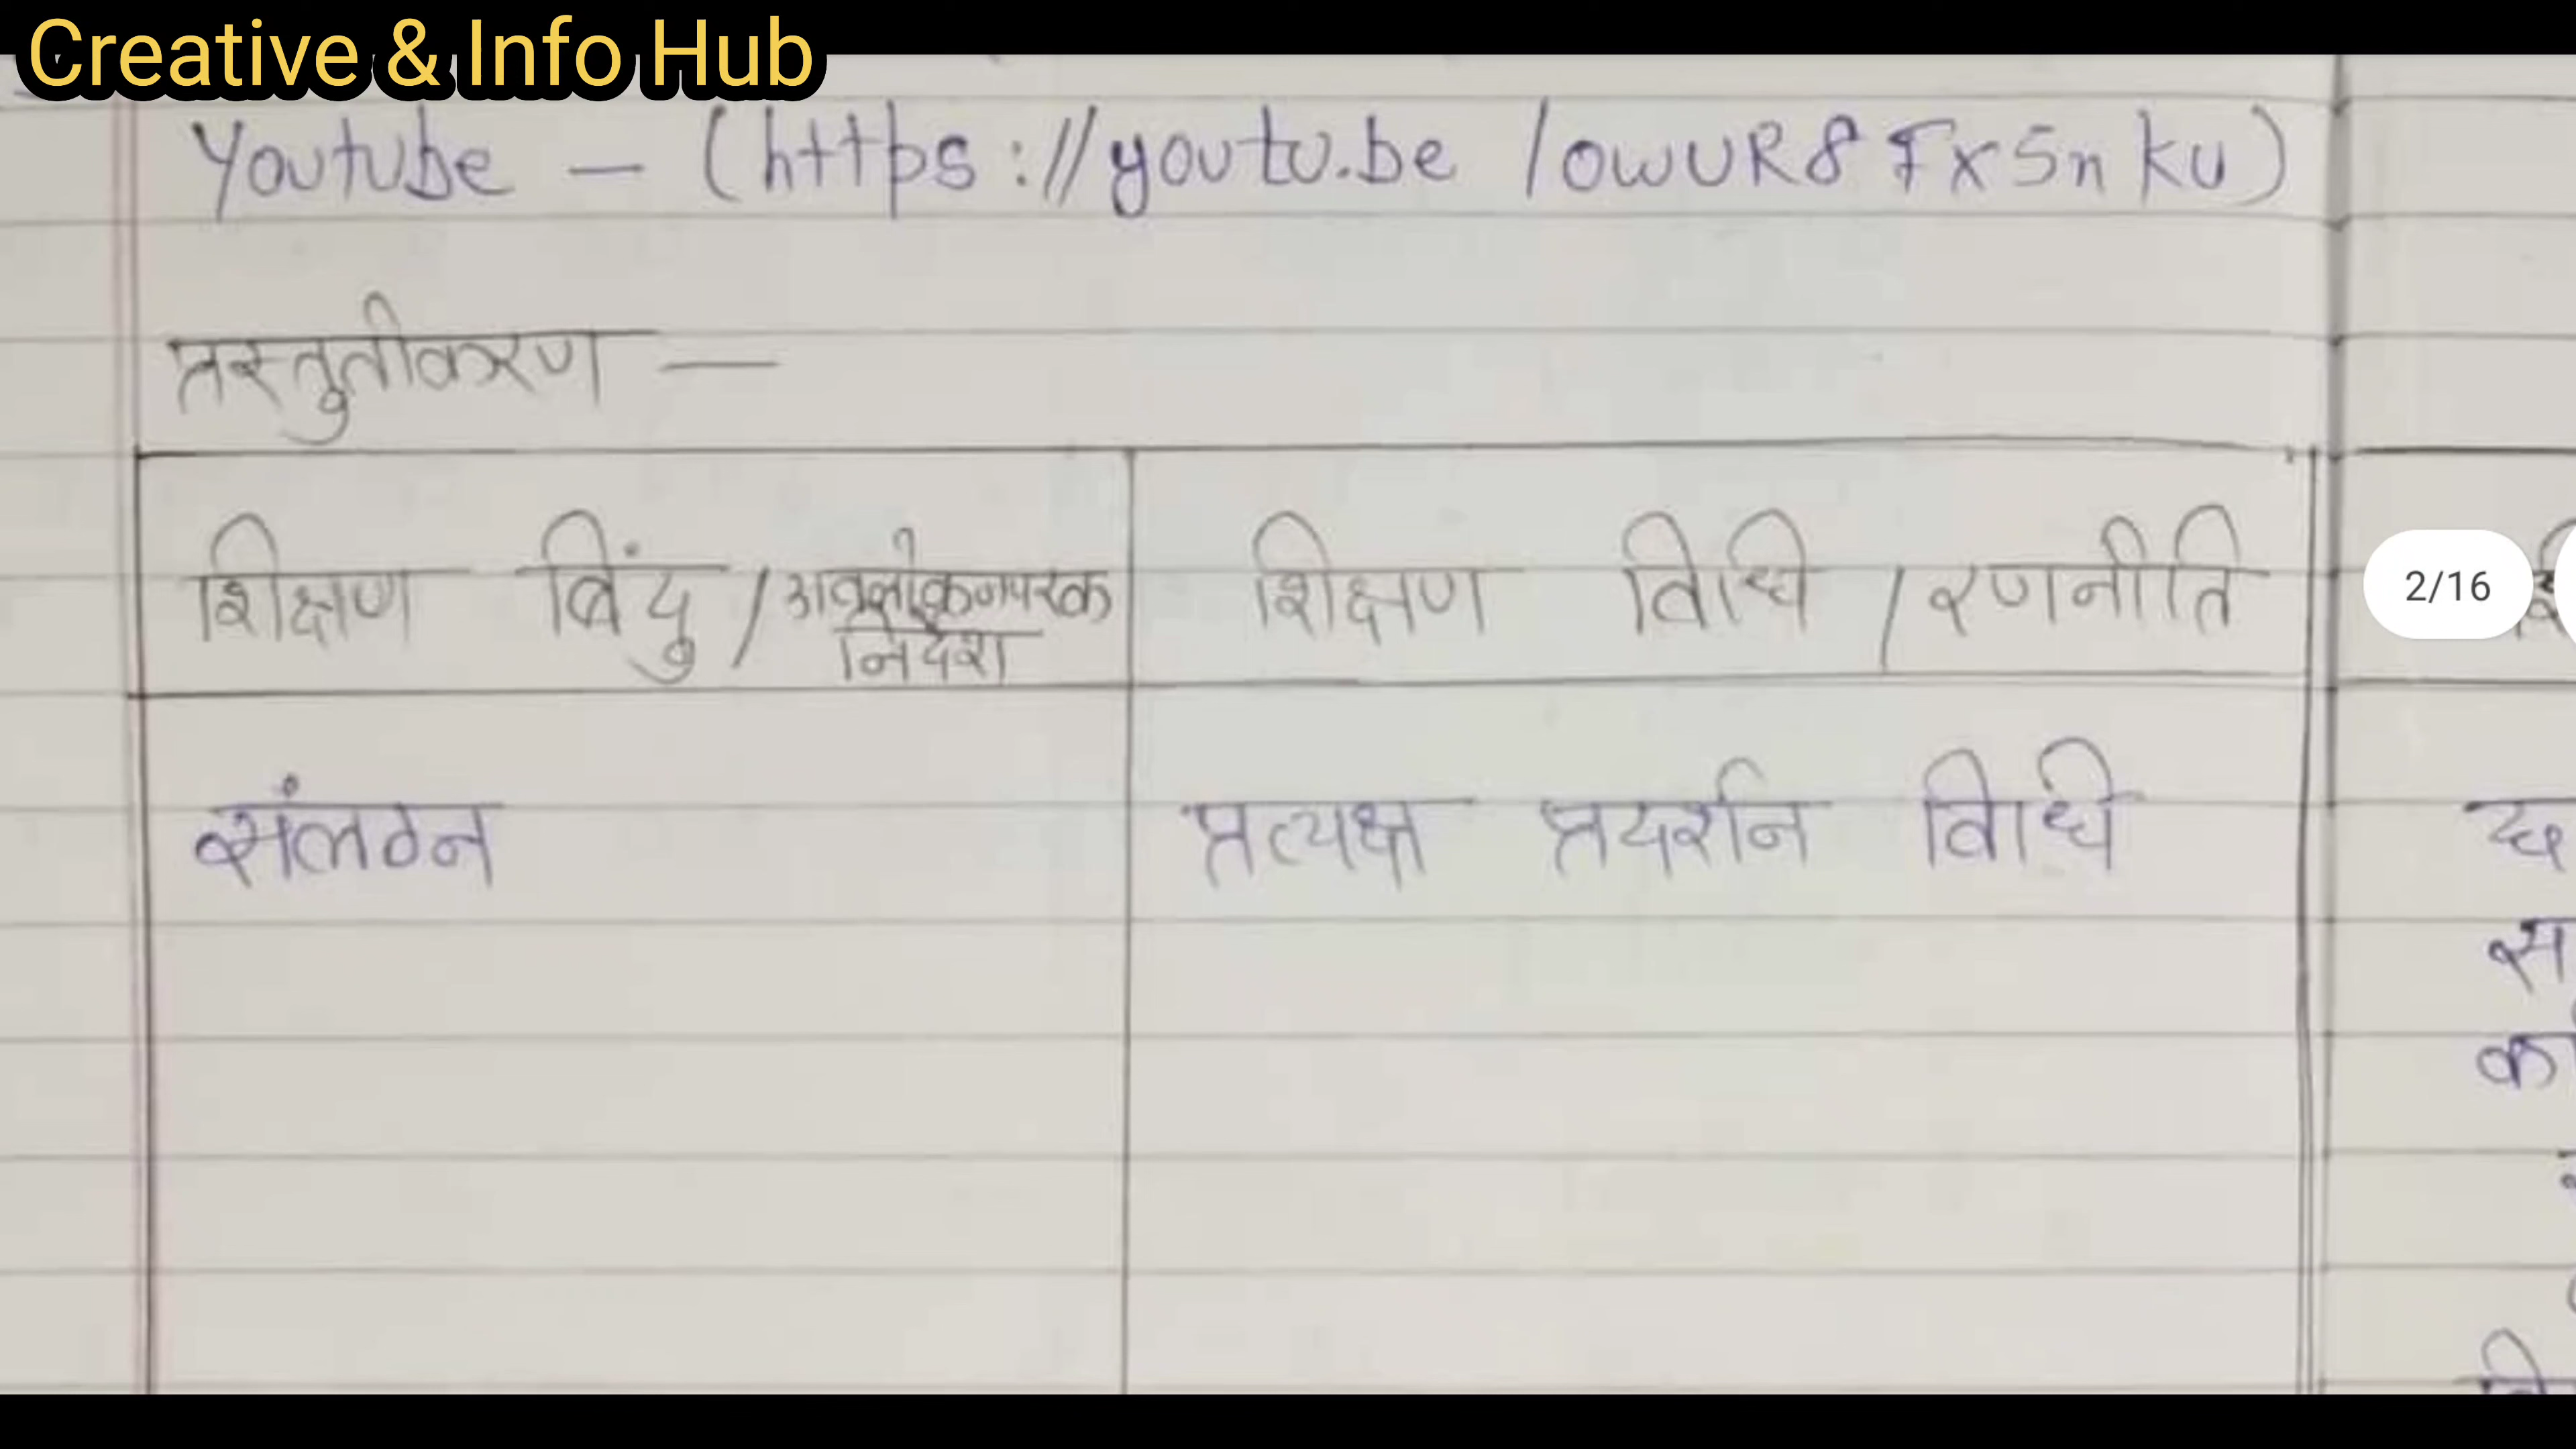 Creative & Info Hub
Youtube - (https://youtu.be/owUR8FxSnkU)
प्रस्तुतीकरण —
शिक्षण बिंदु / अवलोकनपरक निर्देश
शिक्षण विधि / रणनीति
2/16
संलग्न
प्रत्यक्ष प्रदर्शन विधि